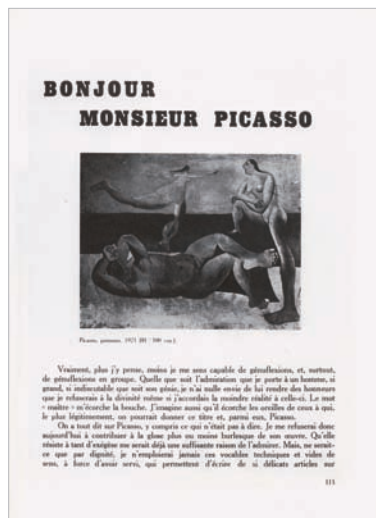 BONJOUR
MONSIEUR PICASSO
Picasso, peinture. 1921
Vraiment, plus j'y pense, moins je me sens capable de génuflexions, et, surtout,
de génuflexions en groupe. Quelle que soit l'admiration que je porte à un homme, si
grand, si indiscutable que soit son génie, je n'ai nulle envie de lui rendre des honneurs
que je refuserais à la divinité même si j'accordais la moindre réalité à celle-ci. Le mot
« maître » m'écorche la bouche. J'imagine aussi qu'il écorche les oreilles de ceux à qui,
le plus légitimement, on pourrait donner ce titre et, parmi eux, Picasso.
On a tout dit sur Picasso, y compris ce qui n'était pas à dire. Je me refuserai donc
aujourd'hui à contribuer à la glose plus ou moins burlesque de son œuvre. Qu'elle
résiste à tant d'exégèse me serait déjà une suffisante raison de l'admirer. Mais, ne serait-
ce que par dignité, je n'emploierai jamais ces vocables techniques et vides de
sens, à force d'avoir servi, qui permettent d'écrire de si délicats articles sur